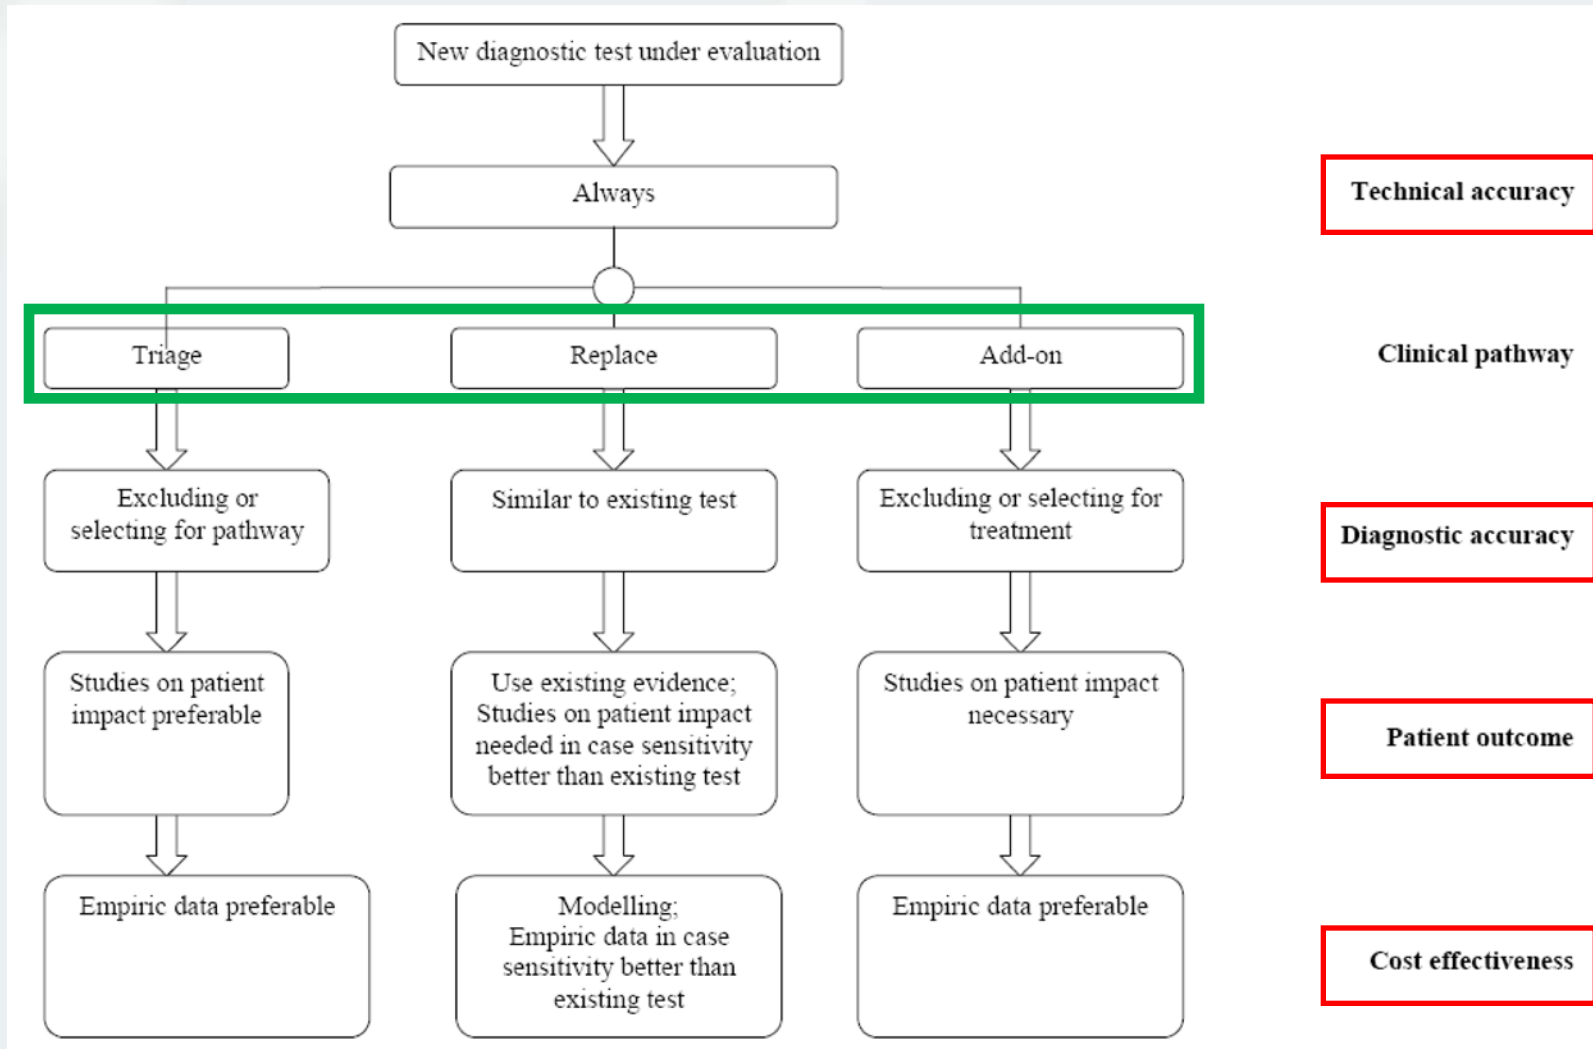 New diagnostic test under evaluation
Always
Technical accuracy
Triage
Replace
Add-on
Clinical pathway
Excluding or
selecting for pathway
Similar to existing test
Excluding or selecting for
treatment
Diagnostic accuracy
Studies on patient
impact preferable
Use existing evidence;
Studies on patient impact
needed in case sensitivity
better than existing test
Studies on patient impact
necessary
Patient outcome
Empiric data preferable
Modelling;
Empiric data in case
sensitivity better than
existing test
Empiric data preferable
Cost effectiveness